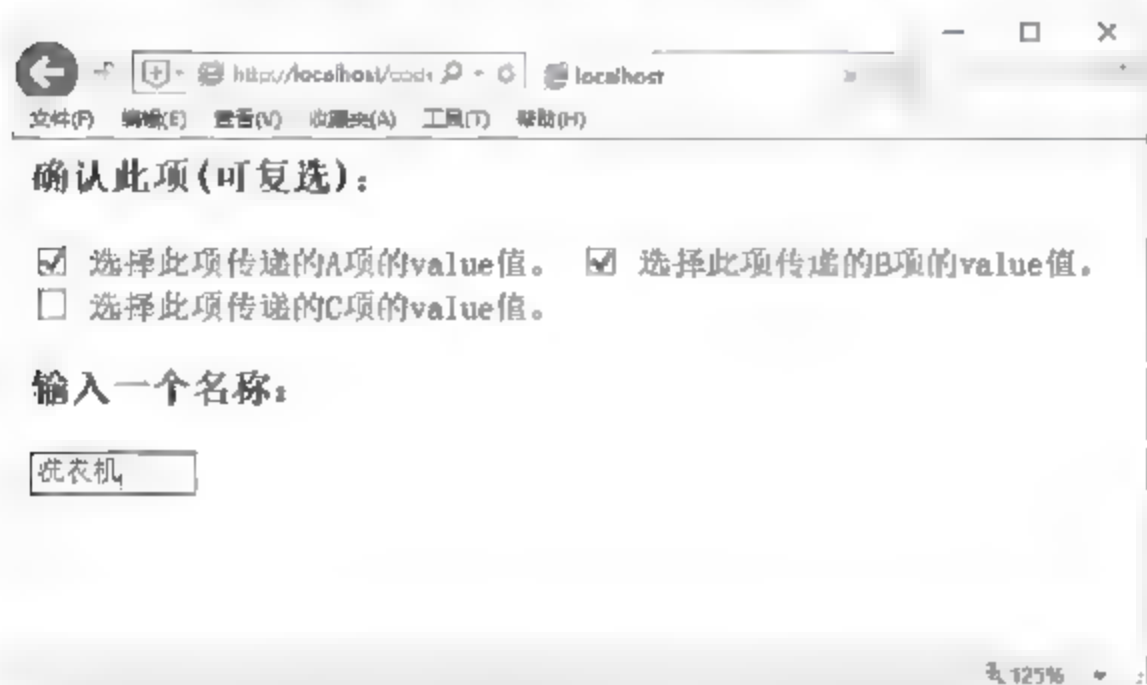 http://localhost/code localhost
文件(F) 编辑(E) 查看(V) 收藏夹(A) 工具(T) 帮助(H)
确认此项(可复选):
选择此项传递的A项的value值。 选择此项传递的B项的value值。
选择此项传递的C项的value值。
输入一个名称:
洗衣机
125%